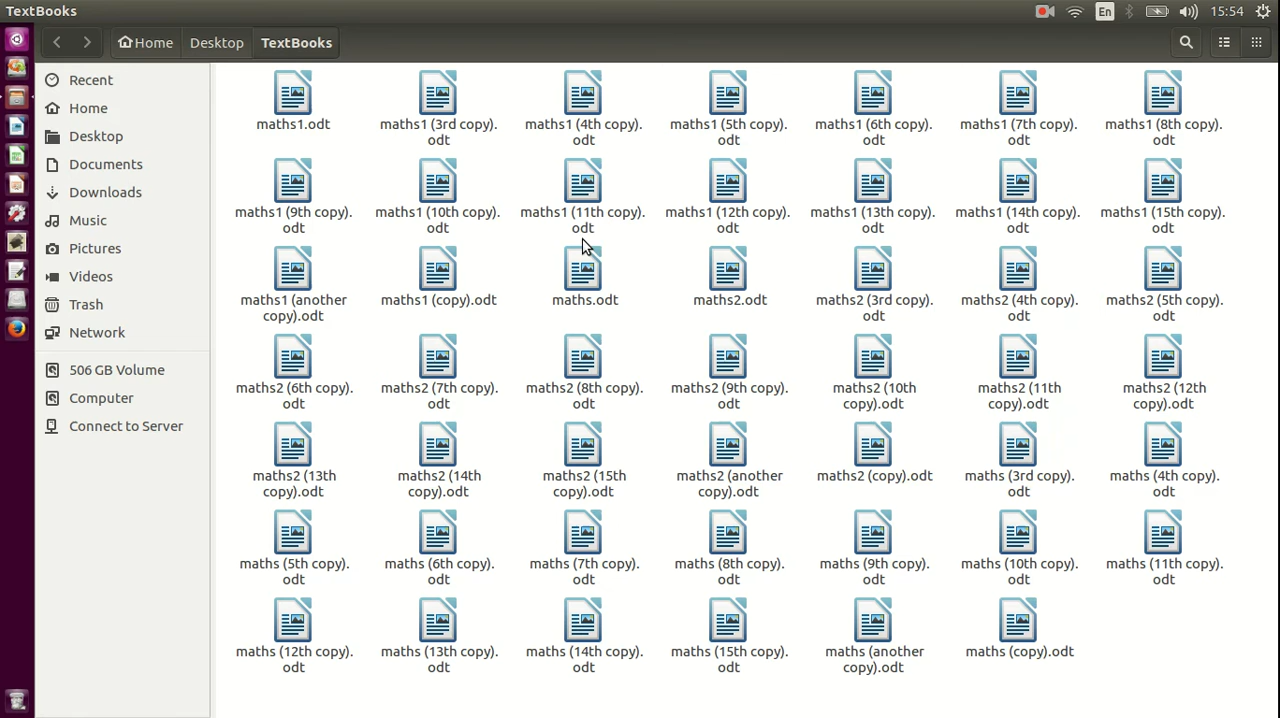 TextBooks
En
15:54
Home
Desktop
TextBooks
Recent
Home
Desktop
Documents
Downloads
Music
Pictures
Videos
Trash
Network
506 GB Volume
Computer
Connect to Server
maths1.odt
maths1 (3rd copy).
odt
maths1 (4th copy).
odt
maths1 (5th copy).
odt
maths1 (6th copy).
odt
maths1 (7th copy).
odt
maths1 (8th copy).
odt
maths1 (9th copy).
odt
maths1 (10th copy).
odt
maths1 (11th copy).
odt
maths1 (12th copy).
odt
maths1 (13th copy).
odt
maths1 (14th copy).
odt
maths1 (15th copy).
odt
maths1 (another
copy).odt
maths1 (copy).odt
maths.odt
maths2.odt
maths2 (3rd copy).
odt
maths2 (4th copy).
odt
maths2 (5th copy).
odt
maths2 (6th copy).
odt
maths2 (7th copy).
odt
maths2 (8th copy).
odt
maths2 (9th copy).
odt
maths2 (10th
copy).odt
maths2 (11th
copy).odt
maths2 (12th
copy).odt
maths2 (13th
copy).odt
maths2 (14th
copy).odt
maths2 (15th
copy).odt
maths2 (another
copy).odt
maths2 (copy).odt
maths (3rd copy).
odt
maths (4th copy).
odt
maths (5th copy).
odt
maths (6th copy).
odt
maths (7th copy).
odt
maths (8th copy).
odt
maths (9th copy).
odt
maths (10th copy).
odt
maths (11th copy).
odt
maths (12th copy).
odt
maths (13th copy).
odt
maths (14th copy).
odt
maths (15th copy).
odt
maths (another
copy).odt
maths (copy).odt